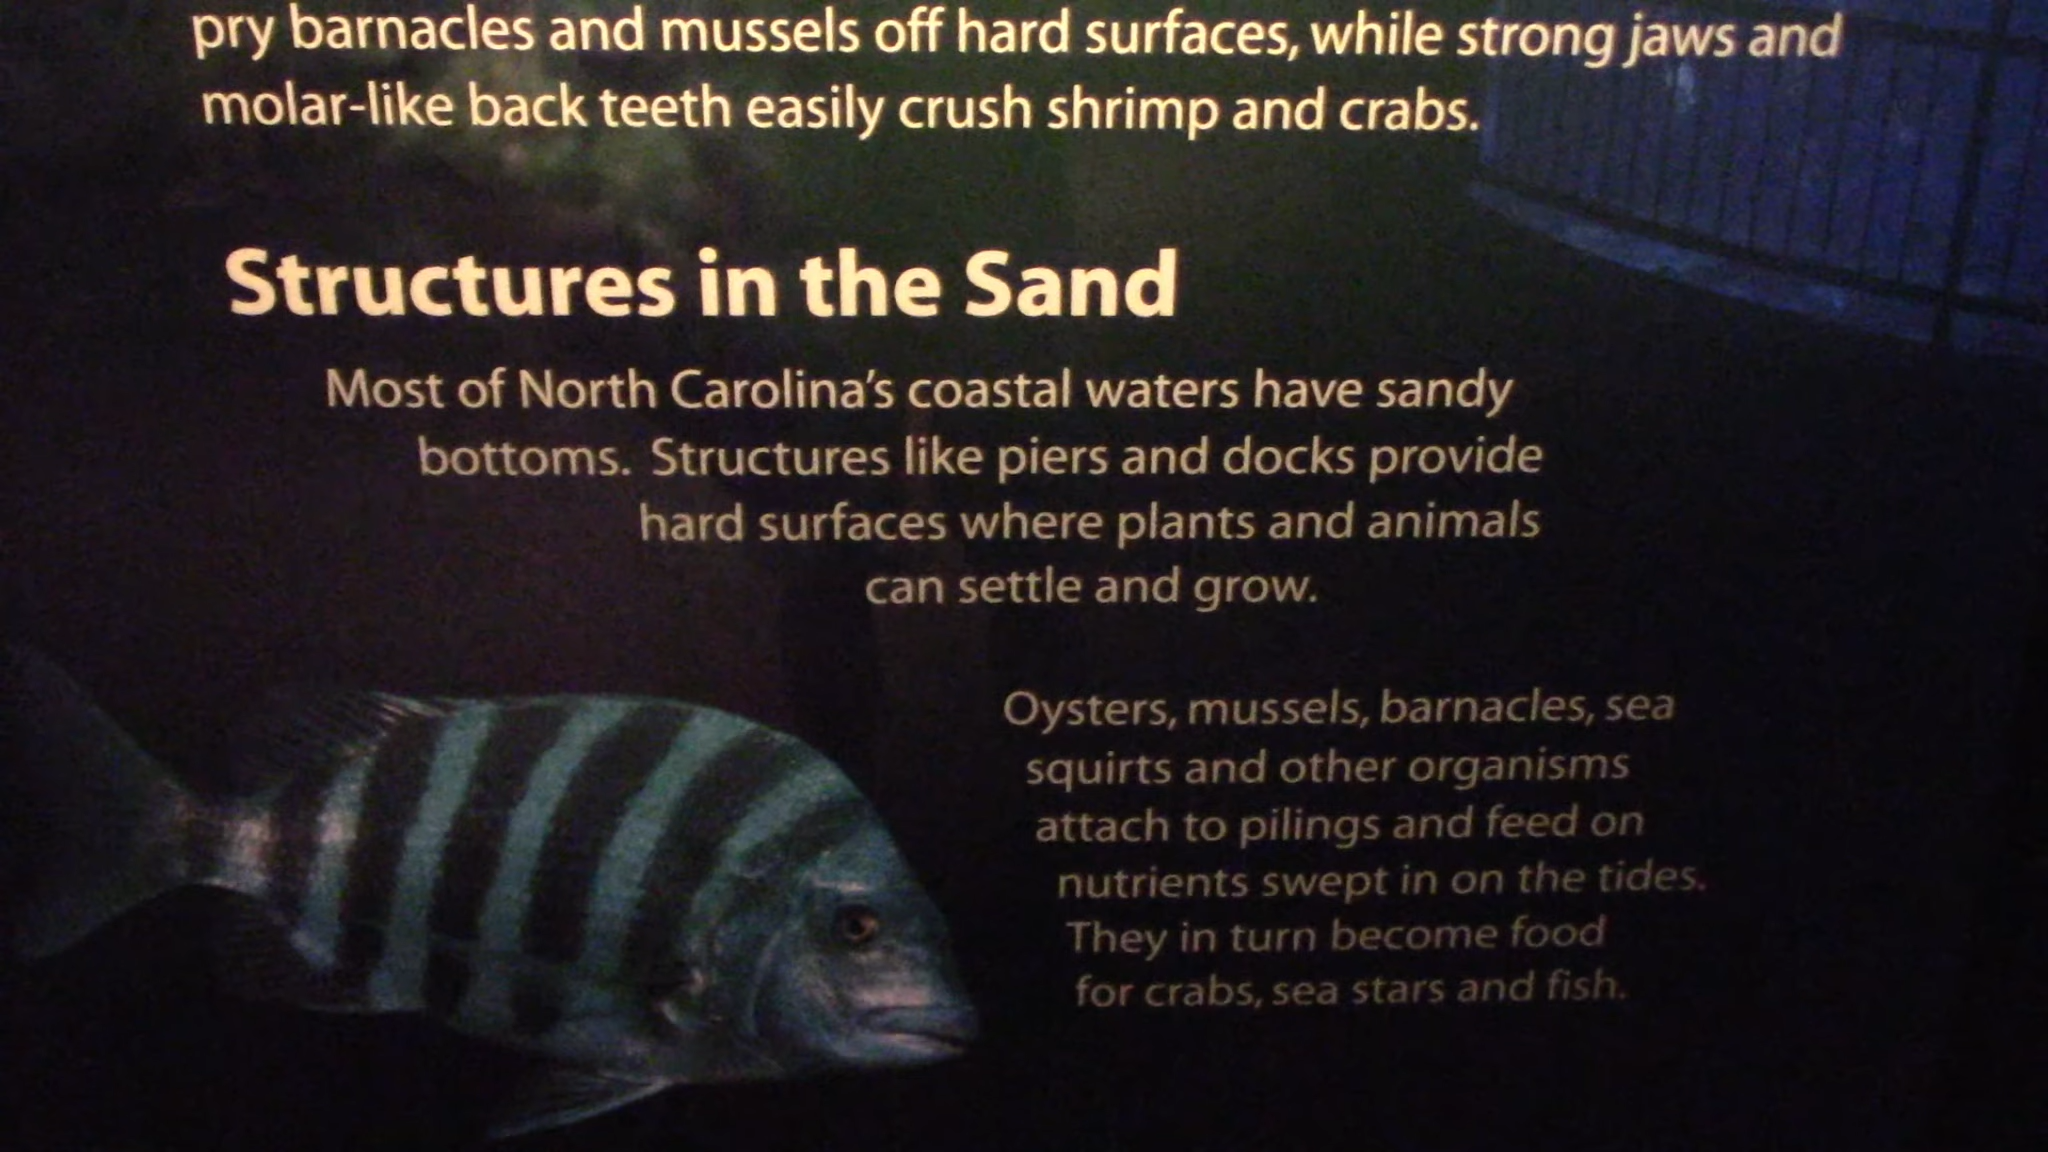 pry barnacles and mussels off hard surfaces, while strong jaws and
molar-like back teeth easily crush shrimp and crabs.
Structures in the Sand
Most of North Carolina's coastal waters have sandy
bottoms. Structures like piers and docks provide
hard surfaces where plants and animals
can settle and grow.
Oysters, mussels, barnacles, sea
squirts and other organisms
attach to pilings and feed on
nutrients swept in on the tides.
They in turn become food
for crabs, sea stars and fish.